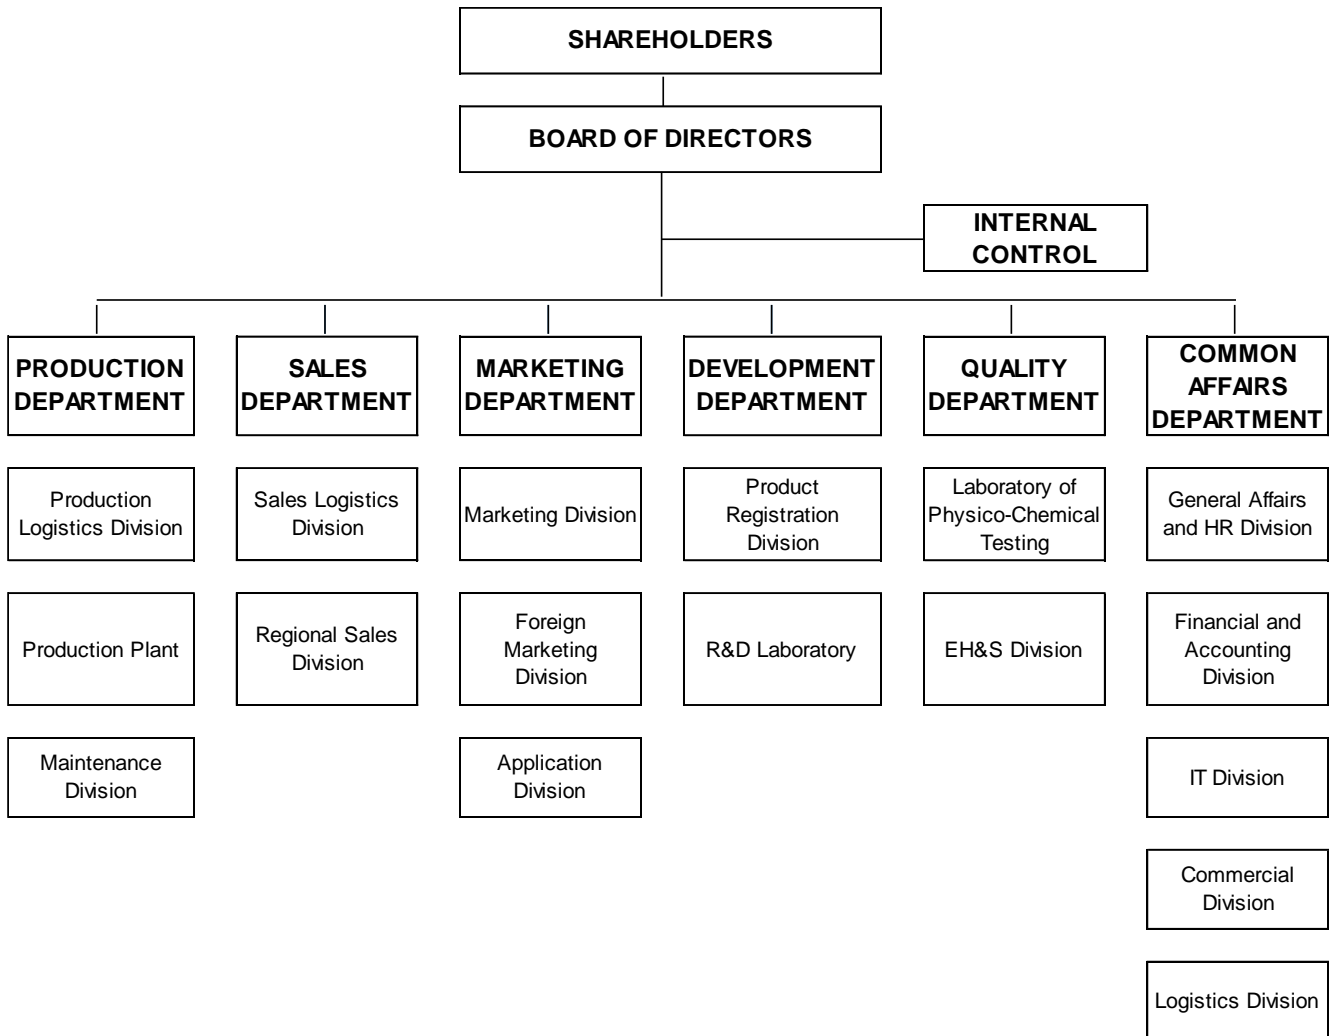 SHAREHOLDERS
BOARD OF DIRECTORS
INTERNAL
CONTROL
PRODUCTION
DEPARTMENT
SALES
DEPARTMENT
MARKETING
DEPARTMENT
DEVELOPMENT
DEPARTMENT
QUALITY
DEPARTMENT
COMMON
AFFAIRS
DEPARTMENT
Production
Logistics Division
Sales Logistics
Division
Marketing Division
Product
Registration
Division
Laboratory of
Physico-Chemical
Testing
General Affairs
and HR Division
Production Plant
Regional Sales
Division
Foreign
Marketing
Division
R&D Laboratory
EH&S Division
Financial and
Accounting
Division
Maintenance
Division
Application
Division
IT Division
Commercial
Division
Logistics Division